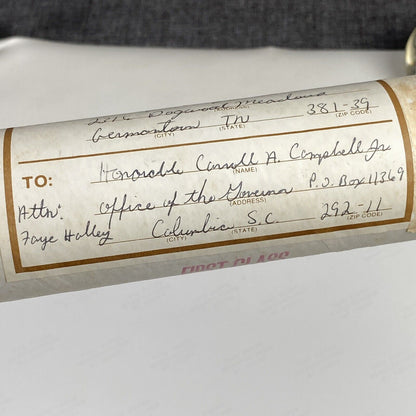 Dogwood Meadows
Germantown TN 381-39
(CITY) (STATE) (ZIP CODE)
TO: Honorable Carroll A. Campbell Jr.
(NAME)
Attn: Office of the Governor P.O. Box 11369
(ADDRESS)
Faye Holley Columbia S.C. 292-11
(CITY) (STATE) (ZIP CODE)
FIRST CLASS